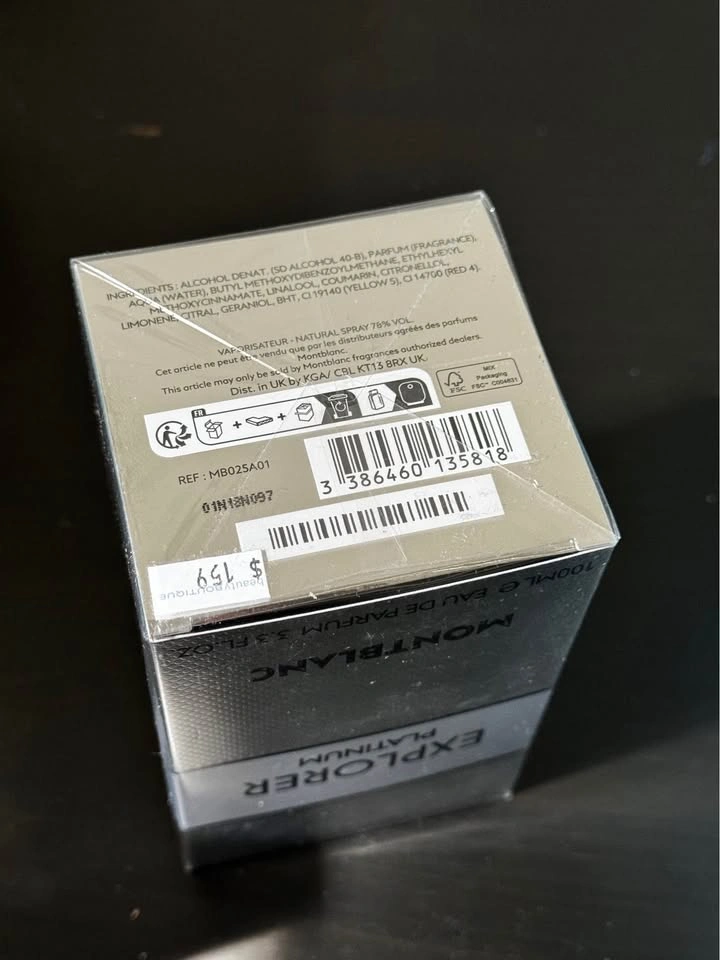 INGREDIENTS : ALCOHOL DENAT. (SD ALCOHOL 40-B), PARFUM (FRAGRANCE),
AQUA (WATER), BUTYL METHOXYDIBENZOYLMETHANE, ETHYLHEXYL
METHOXYCINNAMATE, LINALOOL, COUMARIN, CITRONELLOL,
LIMONENE, CITRAL, GERANIOL, BHT, CI 19140 (YELLOW 5), CI 14700 (RED 4).
VAPORISATEUR - NATURAL SPRAY 78% VOL.
Cet article ne peut être vendu que par les distributeurs agréés des parfums
Montblanc.
This article may only be sold by Montblanc fragrances authorized dealers.
Dist. in UK by KGA/ CBL KT13 8RX UK.
FR
FSC
MIX
Packaging
FSC™ C004831
REF : MB025A01
3 386460 135818
01N13N097
$ 159
beautyBOUTIQUE
100ML ℮ EAU DE PARFUM 3.3 FL.OZ
MONTBLANC
PLATINUM
EXPLORER